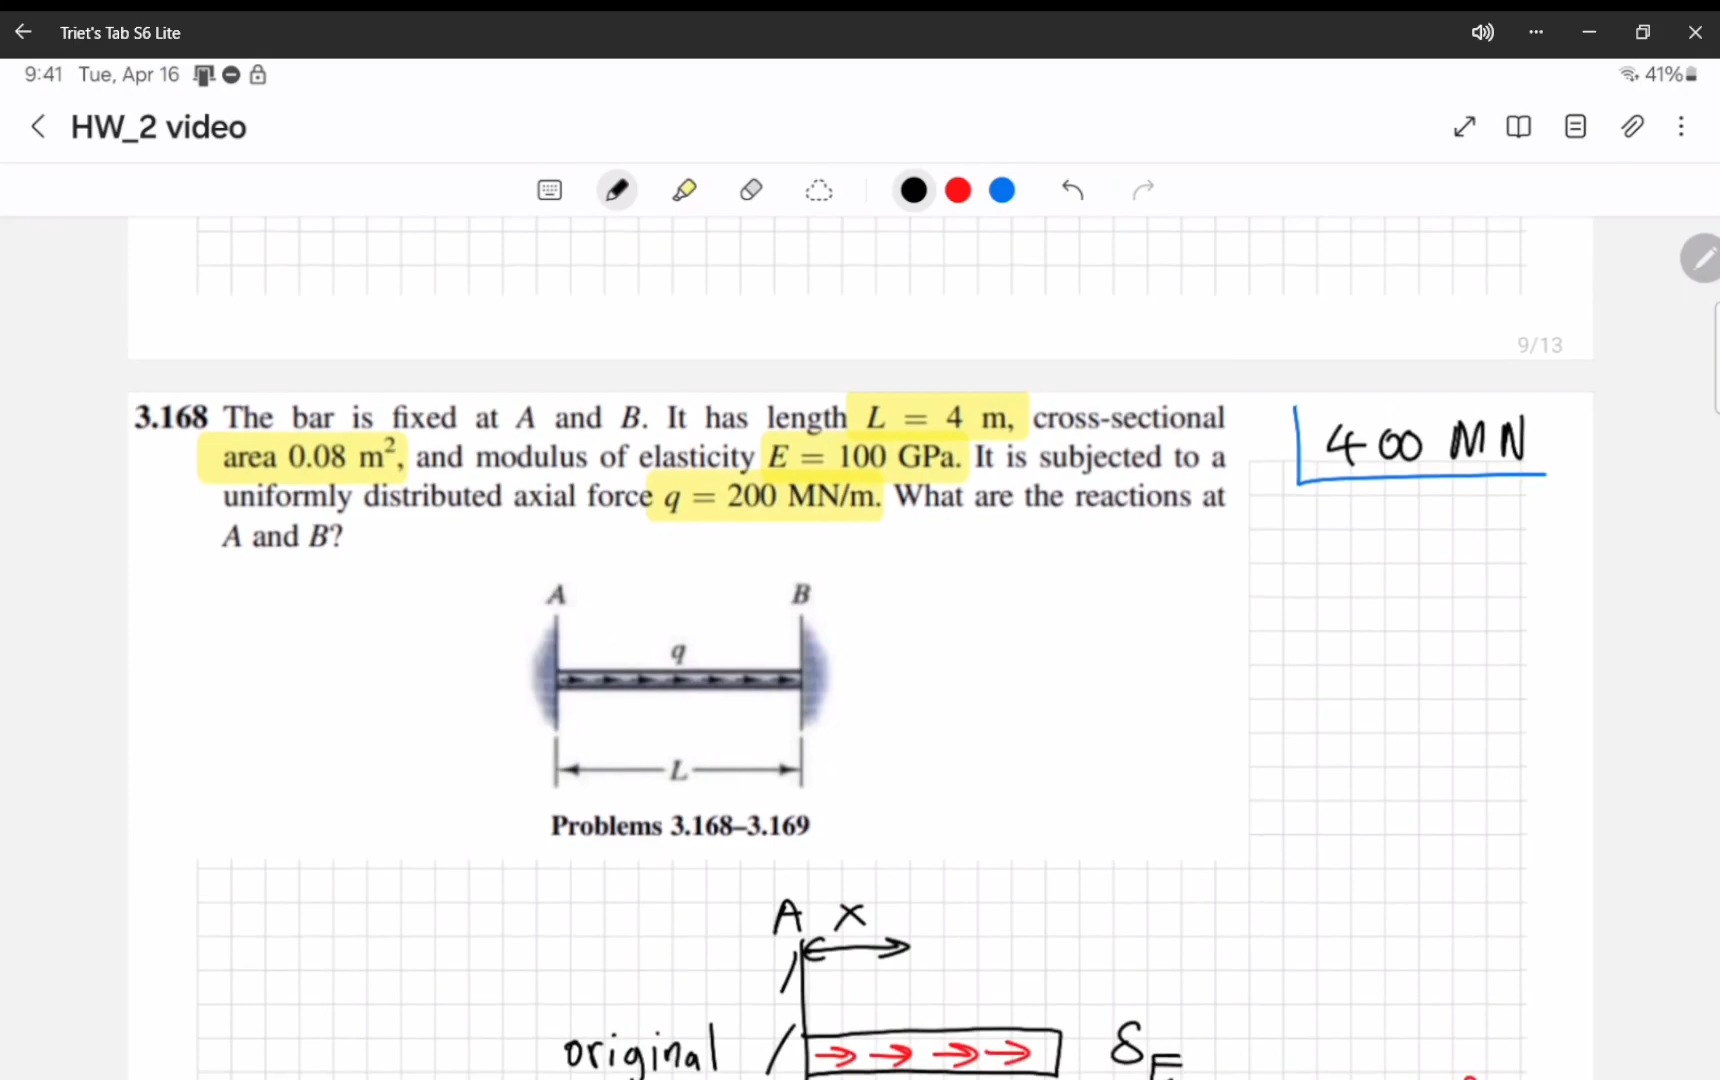 Triet's Tab S6 Lite
9:41 Tue, Apr 16
41%
HW_2 video
9/13
3.168 The bar is fixed at A and B. It has length L = 4 m, cross-sectional
area 0.08 m², and modulus of elasticity E = 100 GPa. It is subjected to a
uniformly distributed axial force q = 200 MN/m. What are the reactions at
A and B?
400 MN
A B
q
L
Problems 3.168–3.169
A x
original
δ